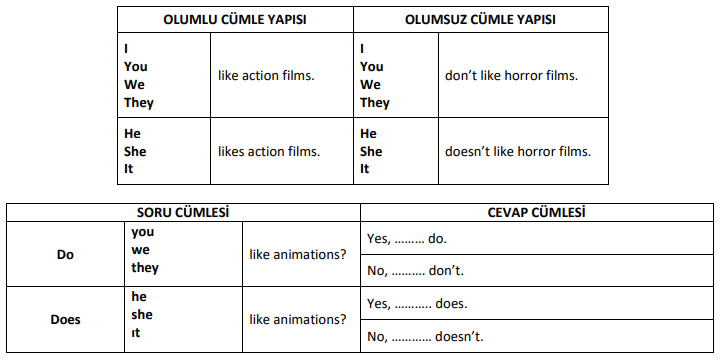 OLUMLU CÜMLE YAPISI
OLUMSUZ CÜMLE YAPISI
I
You
We
They
like action films.
I
You
We
They
don’t like horror films.
He
She
It
likes action films.
He
She
It
doesn’t like horror films.
SORU CÜMLESİ
CEVAP CÜMLESİ
Do
you
we
they
like animations?
Yes, ………. do.
No, ………. don’t.
Does
he
she
ıt
like animations?
Yes, ………... does.
No, ………… doesn’t.